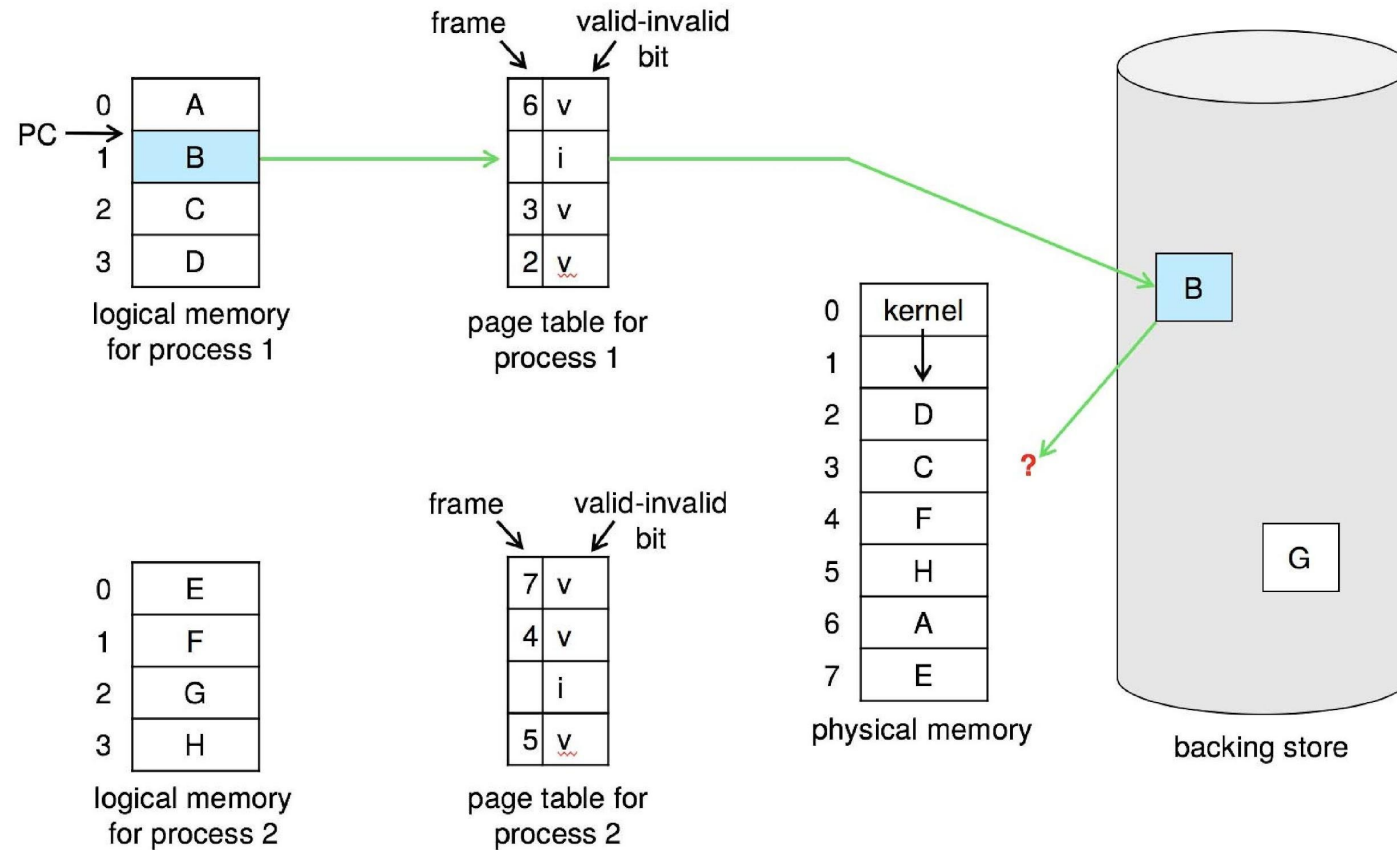 frame
valid-invalid
bit
0 A
PC
1 B
2 C
3 D
logical memory
for process 1
6 v
i
3 v
2 v
page table for
process 1
0 kernel
1
2 D
3 C
4 F
5 H
6 A
7 E
physical memory
?
B
G
backing store
0 E
1 F
2 G
3 H
logical memory
for process 2
frame
valid-invalid
bit
7 v
4 v
i
5 v
page table for
process 2